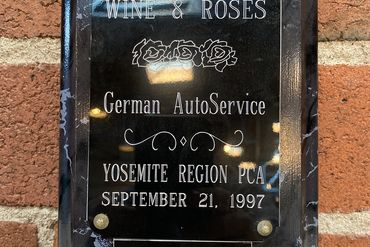 WINE & ROSES
German AutoService
YOSEMITE REGION PCA
SEPTEMBER 21, 1997